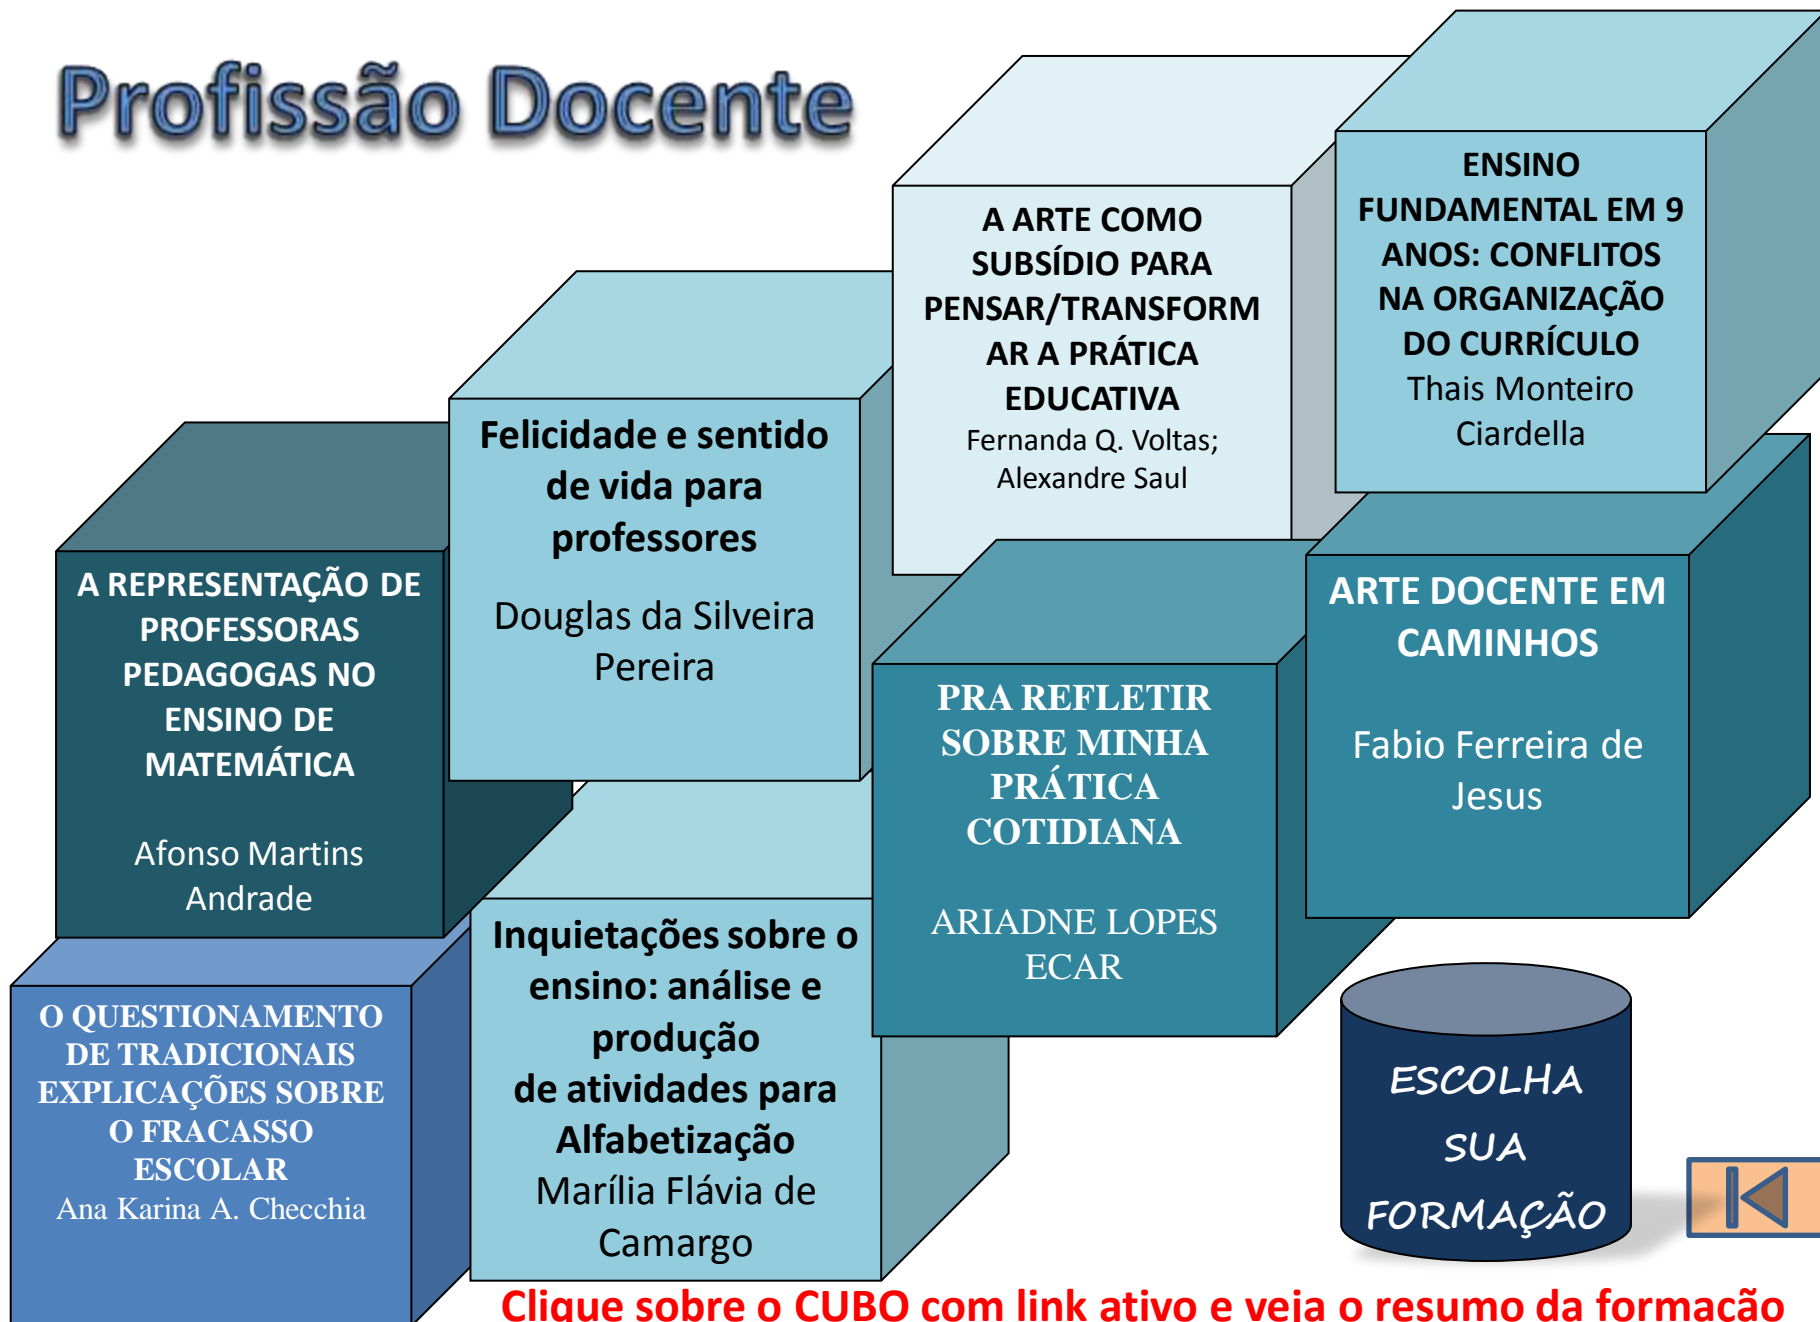 Profissão Docente
ENSINO
FUNDAMENTAL EM 9
ANOS: CONFLITOS
NA ORGANIZAÇÃO
DO CURRÍCULO
Thais Monteiro
Ciardella
A ARTE COMO
SUBSÍDIO PARA
PENSAR/TRANSFORM
AR A PRÁTICA
EDUCATIVA
Fernanda Q. Voltas;
Alexandre Saul
Felicidade e sentido
de vida para
professores
Douglas da Silveira
Pereira
A REPRESENTAÇÃO DE
PROFESSORAS
PEDAGOGAS NO
ENSINO DE
MATEMÁTICA
Afonso Martins
Andrade
ARTE DOCENTE EM
CAMINHOS
Fabio Ferreira de
Jesus
PRA REFLETIR
SOBRE MINHA
PRÁTICA
COTIDIANA
ARIADNE LOPES
ECAR
Inquietações sobre o
ensino: análise e
produção
de atividades para
Alfabetização
Marília Flávia de
Camargo
O QUESTIONAMENTO
DE TRADICIONAIS
EXPLICAÇÕES SOBRE
O FRACASSO
ESCOLAR
Ana Karina A. Checchia
ESCOLHA
SUA
FORMAÇÃO
Clique sobre o CUBO com link ativo e veja o resumo da formação